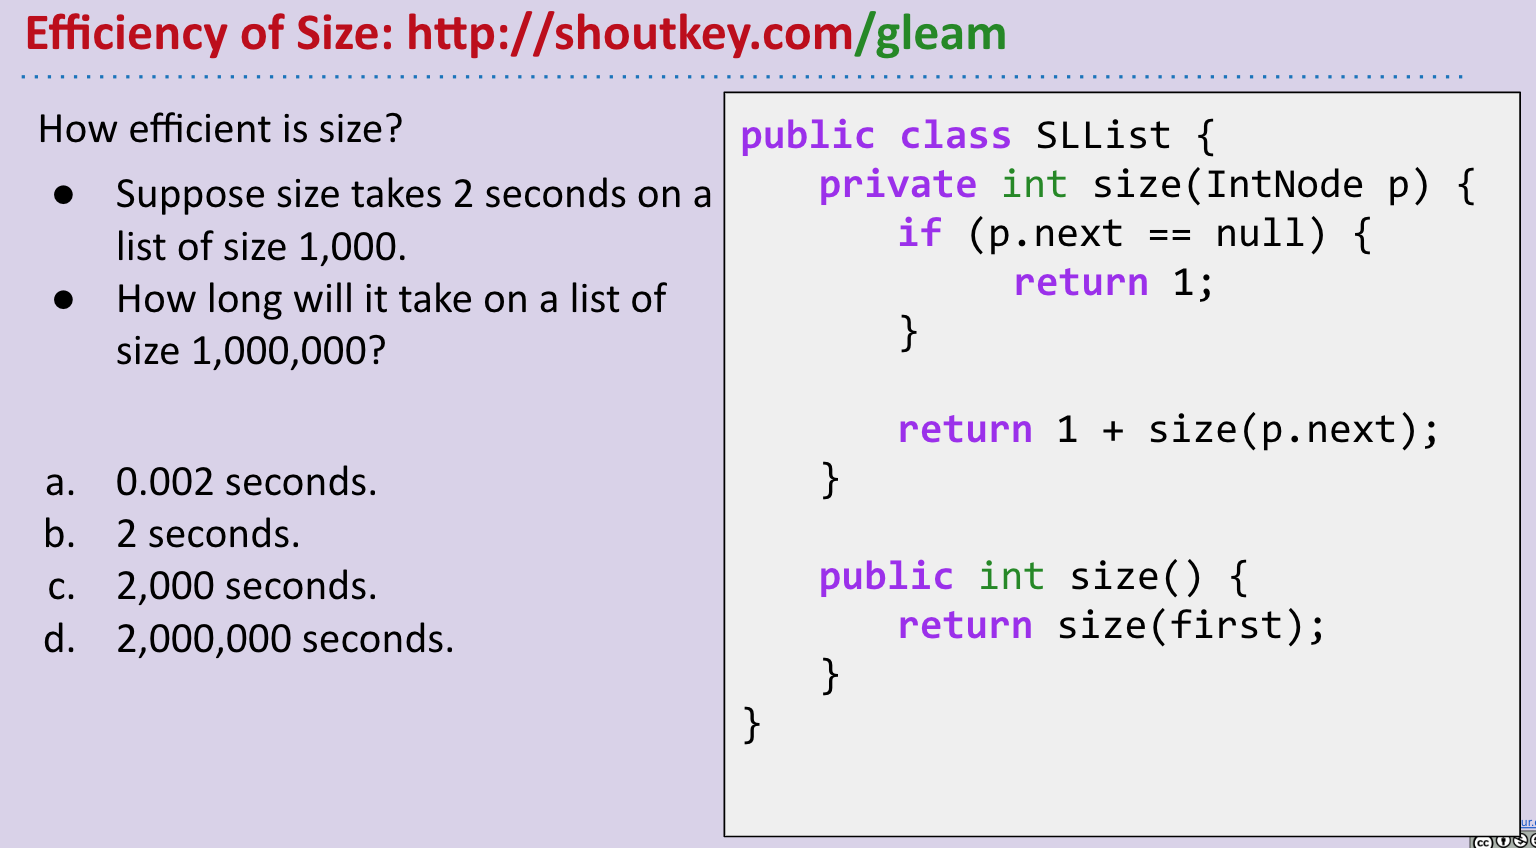 Efficiency of Size: http://shoutkey.com/gleam
How efficient is size?
● Suppose size takes 2 seconds on a
list of size 1,000.
● How long will it take on a list of
size 1,000,000?
a. 0.002 seconds.
b. 2 seconds.
c. 2,000 seconds.
d. 2,000,000 seconds.
public class SLList {
private int size(IntNode p) {
if (p.next == null) {
return 1;
}
return 1 + size(p.next);
}
public int size() {
return size(first);
}
}
cc